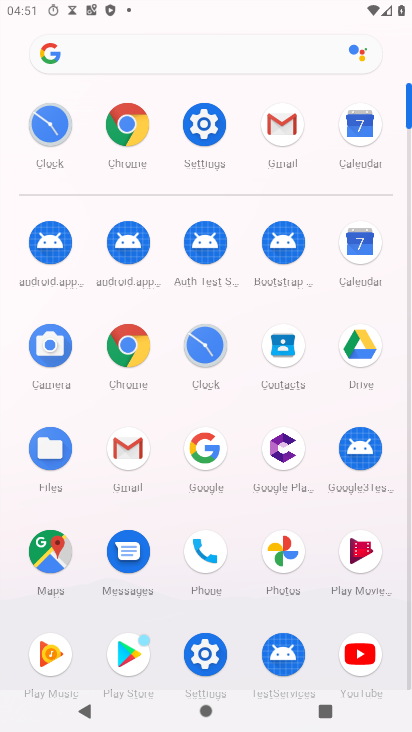 04:51
Clock Chrome Settings Gmail Calendar
android.app... android.app... Auth Test S... Bootstrap ... Calendar
Camera Chrome Clock Contacts Drive
Files Gmail Google Google Pla... Google3Tes...
Maps Messages Phone Photos Play Movie...
Play Music Play Store Settings TestServices YouTube